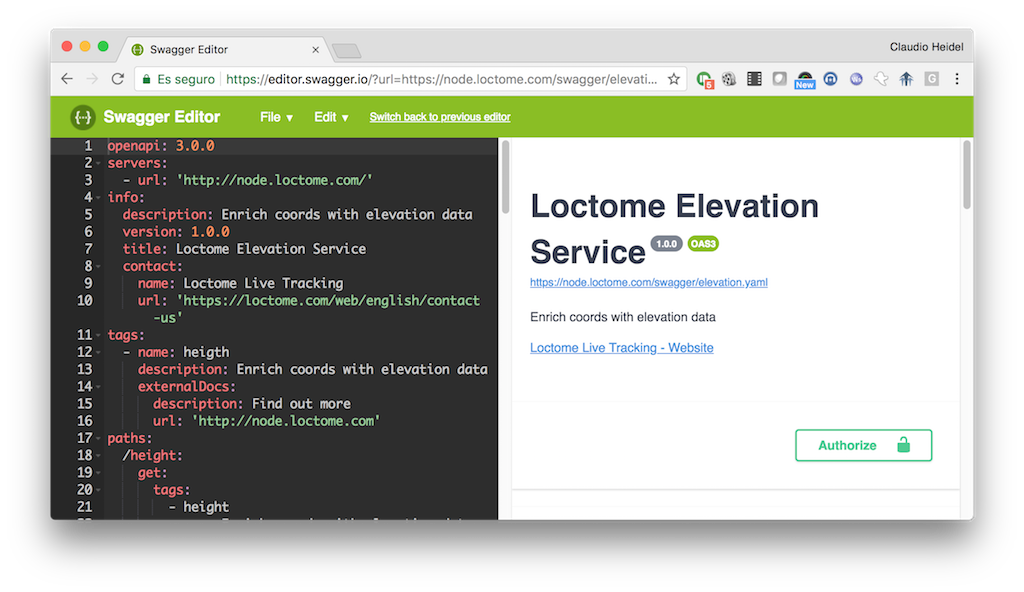 Swagger Editor
Claudio Heidel
Es seguro https://editor.swagger.io/?url=https://node.loctome.com/swagger/elevati...
5
New
G
{···} Swagger Editor File ▾ Edit ▾ Switch back to previous editor
1 openapi: 3.0.0
2 servers:
3 - url: 'http://node.loctome.com/'
4 info:
5 description: Enrich coords with elevation data
6 version: 1.0.0
7 title: Loctome Elevation Service
8 contact:
9 name: Loctome Live Tracking
10 url: 'https://loctome.com/web/english/contact
-us'
11 tags:
12 - name: heigth
13 description: Enrich coords with elevation data
14 externalDocs:
15 description: Find out more
16 url: 'http://node.loctome.com'
17 paths:
18 /height:
19 get:
20 tags:
21 - height
Loctome Elevation
Service 1.0.0 OAS3
https://node.loctome.com/swagger/elevation.yaml
Enrich coords with elevation data
Loctome Live Tracking - Website
Authorize